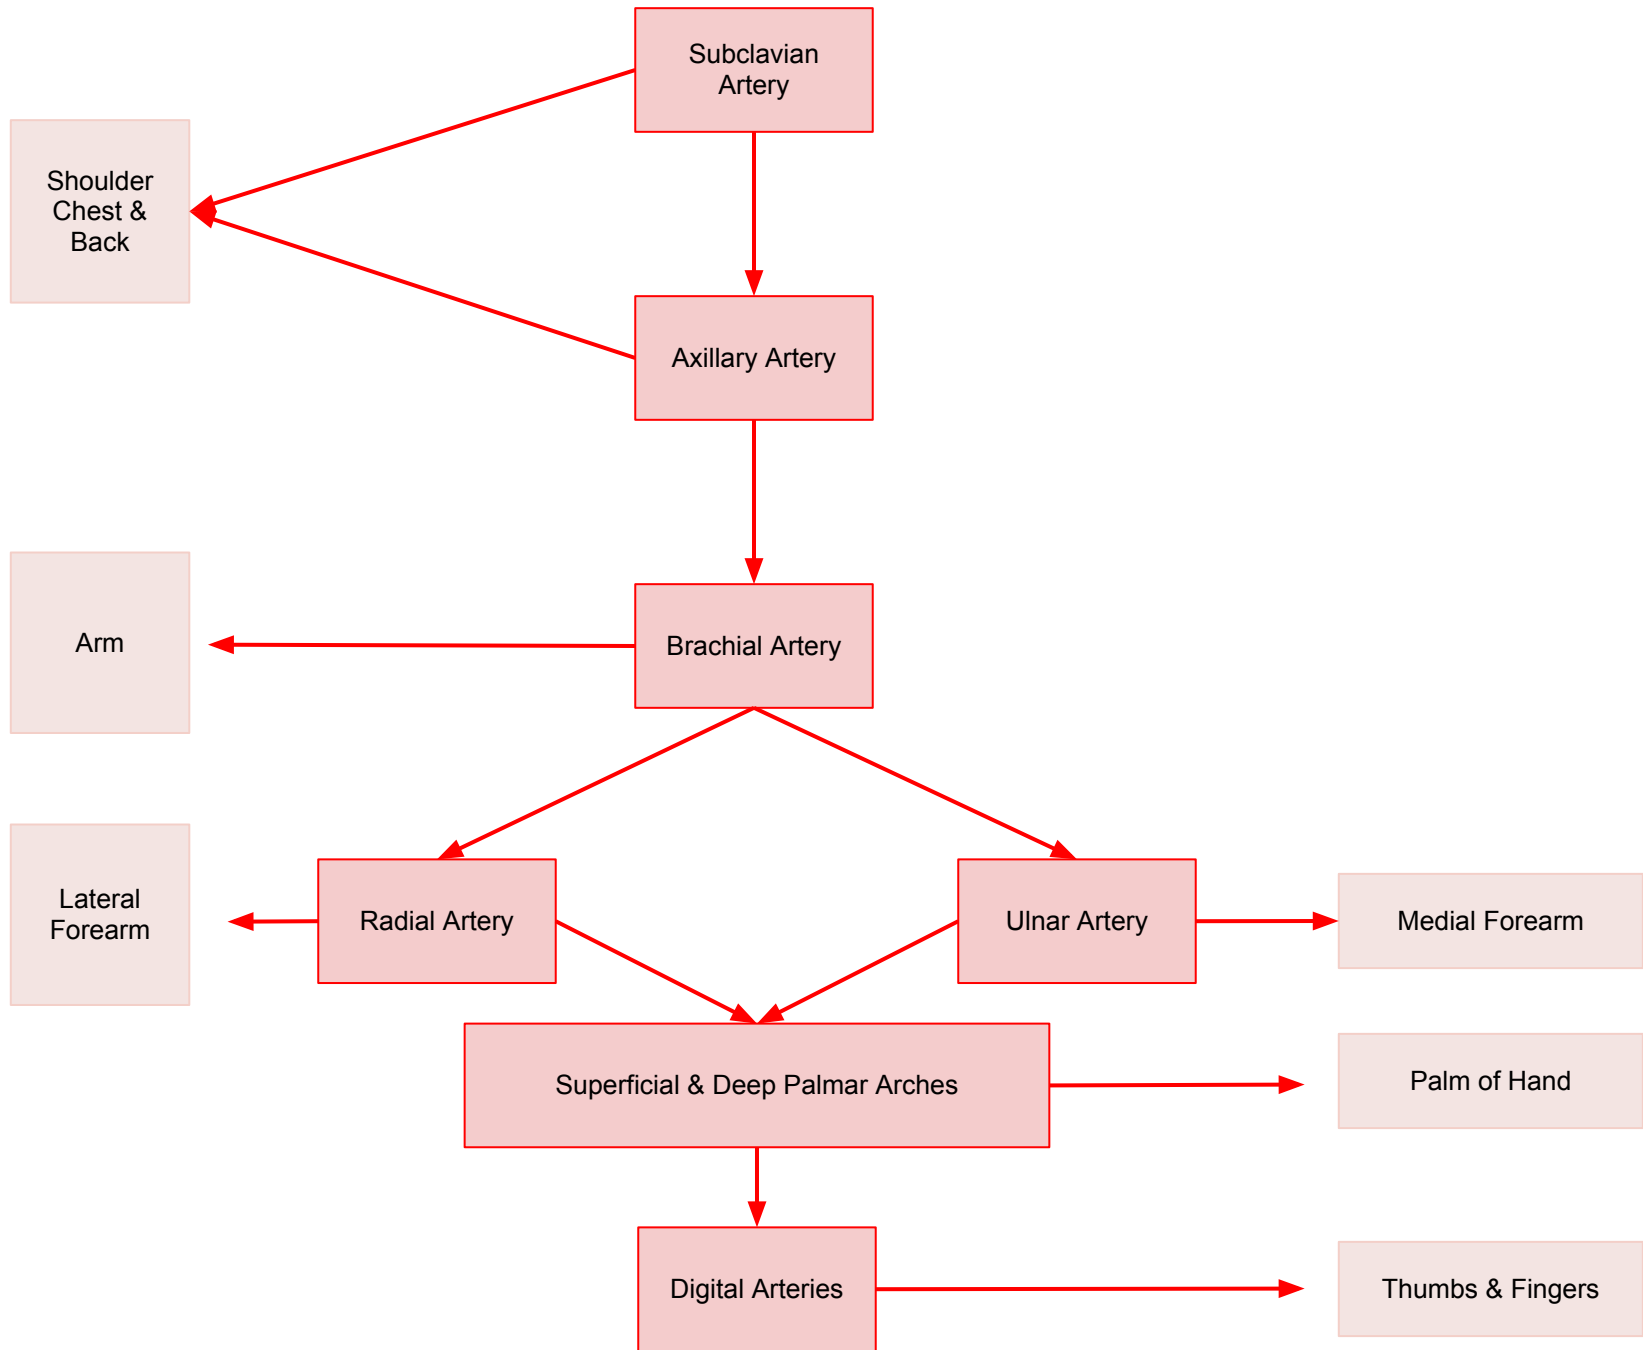 Subclavian
Artery
Shoulder
Chest &
Back
Axillary Artery
Arm
Brachial Artery
Lateral
Forearm
Radial Artery
Ulnar Artery
Medial Forearm
Superficial & Deep Palmar Arches
Palm of Hand
Digital Arteries
Thumbs & Fingers